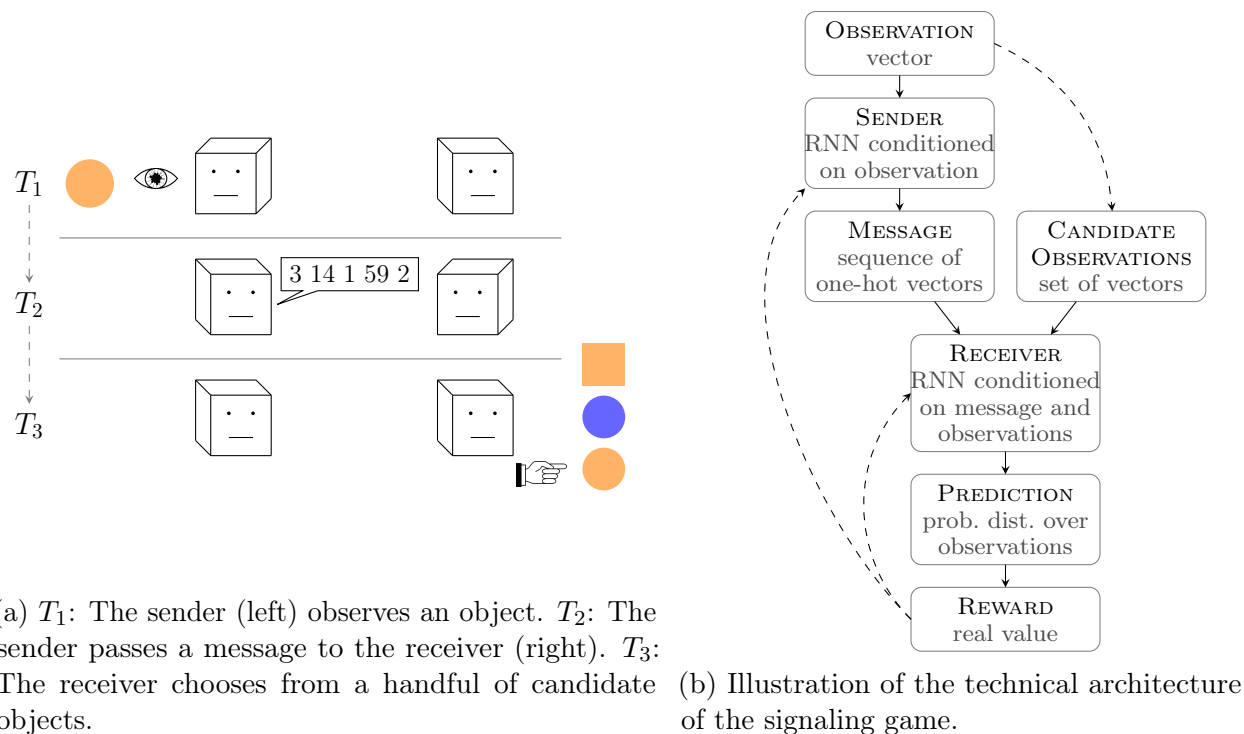 T1
3 14 1 59 2
T2
T3
(a) T1: The sender (left) observes an object. T2: The
sender passes a message to the receiver (right). T3:
The receiver chooses from a handful of candidate
objects.
OBSERVATION
vector
SENDER
RNN conditioned
on observation
MESSAGE
sequence of
one-hot vectors
CANDIDATE
OBSERVATIONS
set of vectors
RECEIVER
RNN conditioned
on message and
observations
PREDICTION
prob. dist. over
observations
REWARD
real value
(b) Illustration of the technical architecture
of the signaling game.